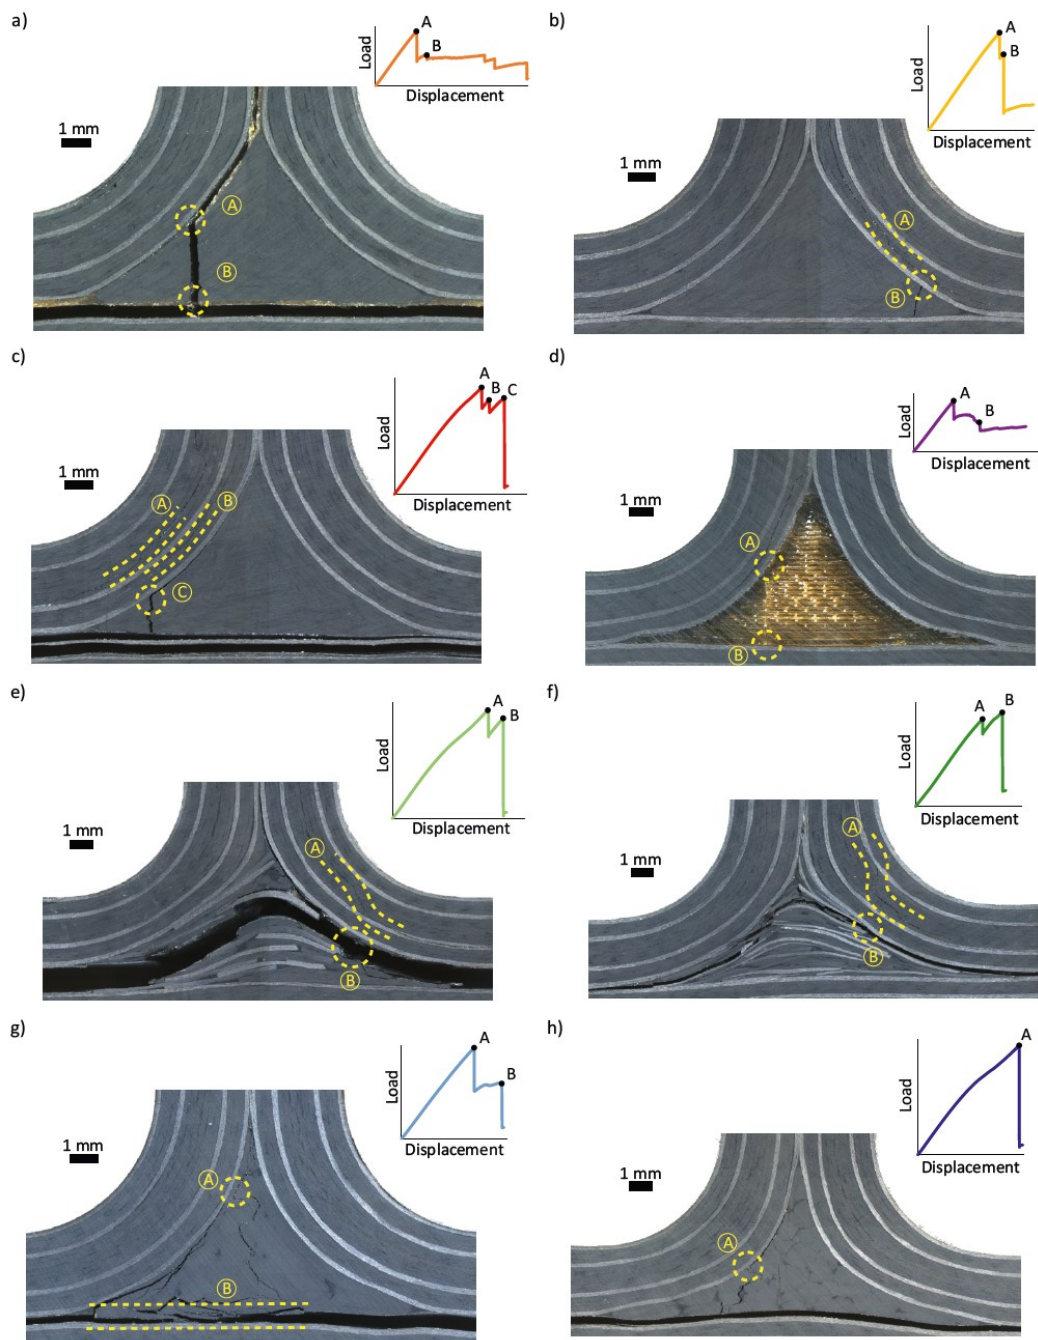 a)
Load
A
B
Displacement
1 mm
A
B
b)
Load
A
B
Displacement
1 mm
A
B
c)
Load
A
B
C
Displacement
1 mm
A
B
C
d)
Load
A
B
Displacement
1 mm
A
B
e)
Load
A
B
Displacement
1 mm
A
B
f)
Load
A
B
Displacement
1 mm
A
B
g)
Load
A
B
Displacement
1 mm
A
B
h)
Load
A
Displacement
1 mm
A